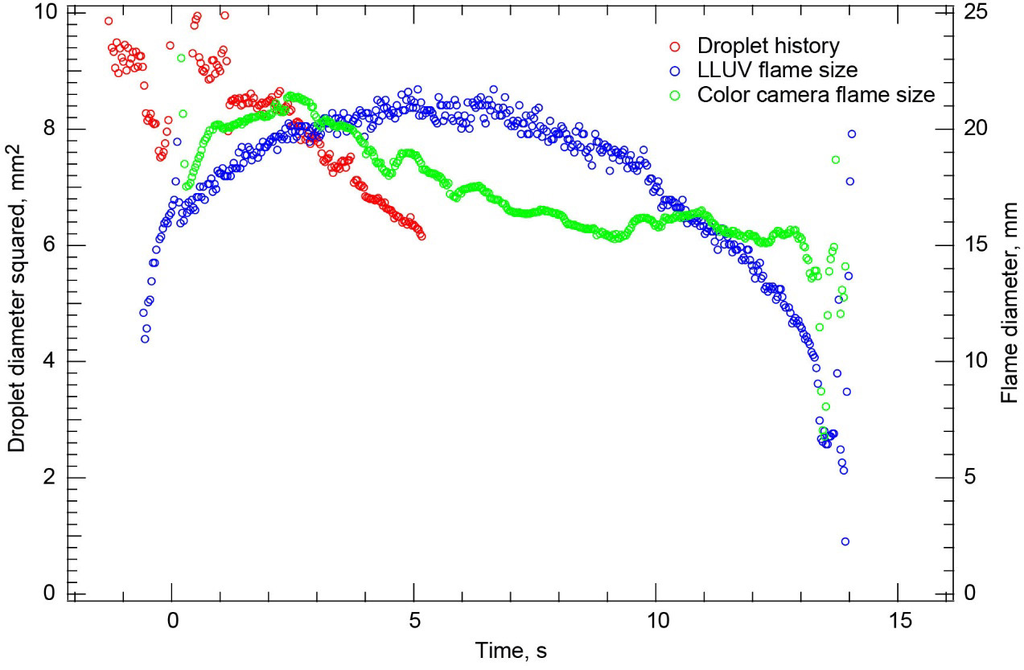 10
8
6
4
2
0
Droplet diameter squared, mm2
0
5
10
15
Time, s
25
20
15
10
5
0
Flame diameter, mm
Droplet history
LLUV flame size
Color camera flame size